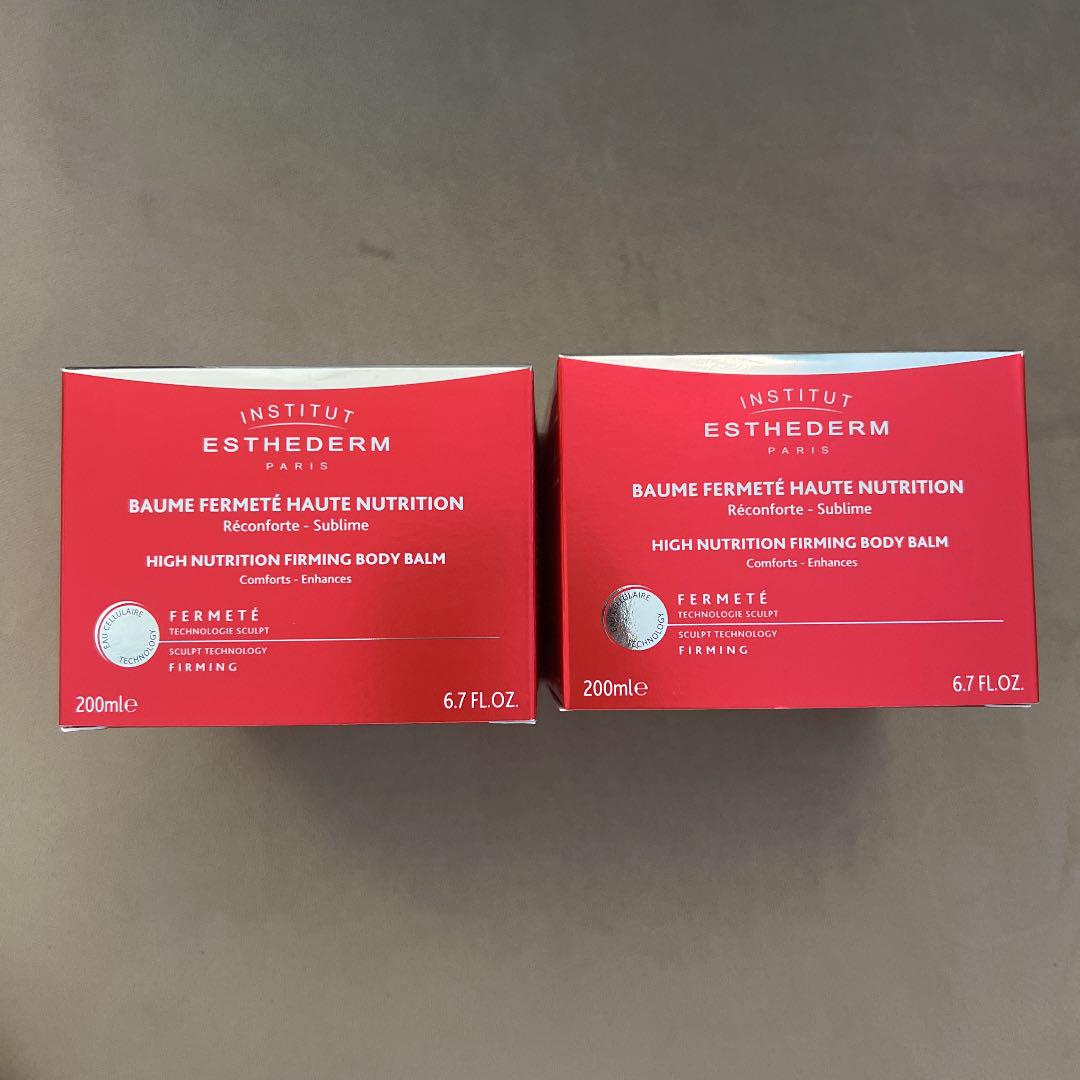 INSTITUT
ESTHEDERM
PARIS
BAUME FERMETÉ HAUTE NUTRITION
Réconforte - Sublime
HIGH NUTRITION FIRMING BODY BALM
Comforts - Enhances
EAU CELLULAIRE
TECHNOLOGY
FERMETÉ
TECHNOLOGIE SCULPT
SCULPT TECHNOLOGY
FIRMING
200ml℮
6.7 FL.OZ.
INSTITUT
ESTHEDERM
PARIS
BAUME FERMETÉ HAUTE NUTRITION
Réconforte - Sublime
HIGH NUTRITION FIRMING BODY BALM
Comforts - Enhances
EAU CELLULAIRE
TECHNOLOGY
FERMETÉ
TECHNOLOGIE SCULPT
SCULPT TECHNOLOGY
FIRMING
200ml℮
6.7 FL.OZ.